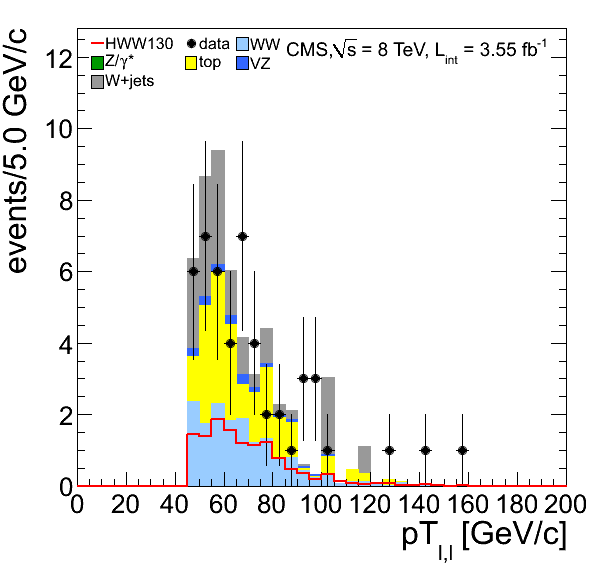 HWW130 data WW CMS,√s = 8 TeV, L_int = 3.55 fb⁻¹
Z/γ* top VZ
W+jets
events/5.0 GeV/c
12
10
8
6
4
2
0
0 20 40 60 80 100 120 140 160 180 200
pT_l,l [GeV/c]